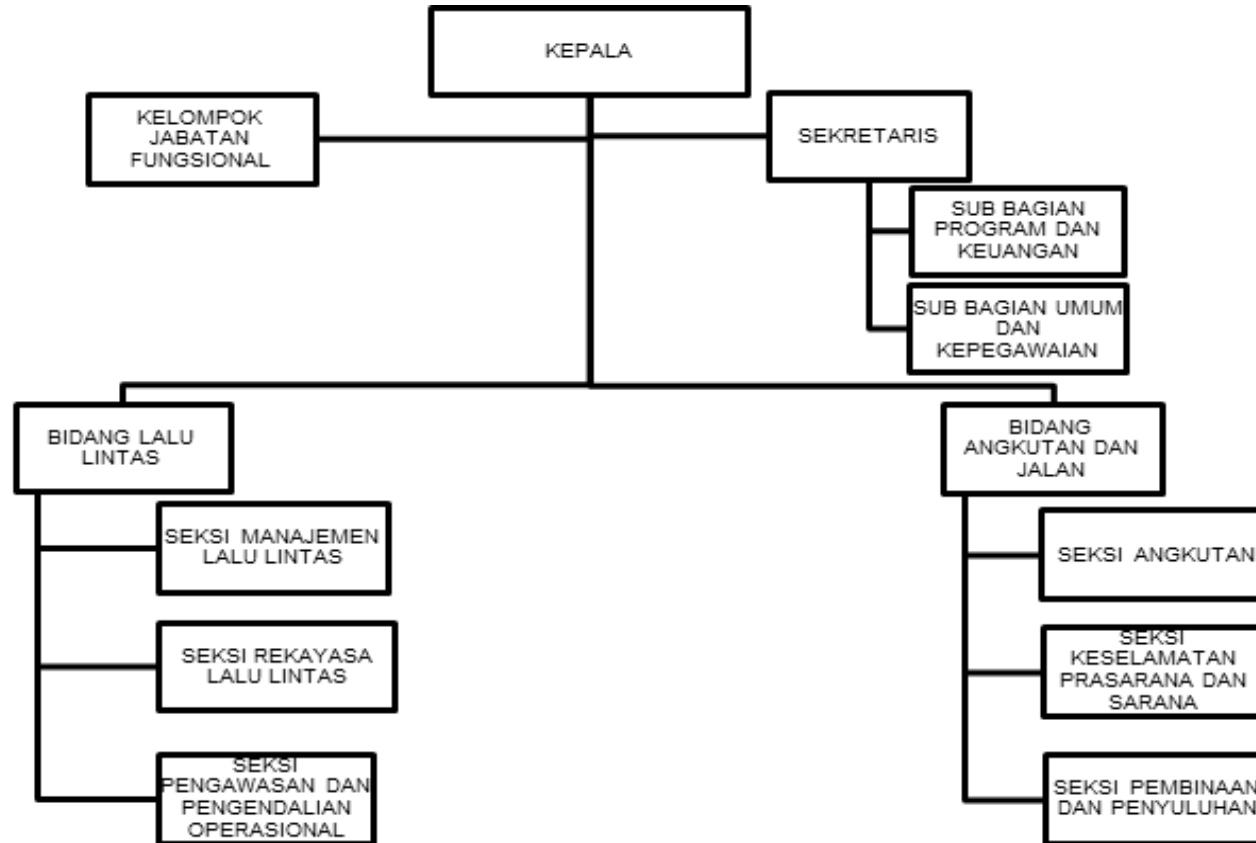 KEPALA
KELOMPOK
JABATAN
FUNGSIONAL
SEKRETARIS
SUB BAGIAN
PROGRAM DAN
KEUANGAN
SUB BAGIAN UMUM
DAN
KEPEGAWAIAN
BIDANG LALU
LINTAS
SEKSI MANAJEMEN
LALU LINTAS
SEKSI REKAYASA
LALU LINTAS
SEKSI
PENGAWASAN DAN
PENGENDALIAN
OPERASIONAL
BIDANG
ANGKUTAN DAN
JALAN
SEKSI ANGKUTAN
SEKSI
KESELAMATAN
PRASARANA DAN
SARANA
SEKSI PEMBINAAN
DAN PENYULUHAN